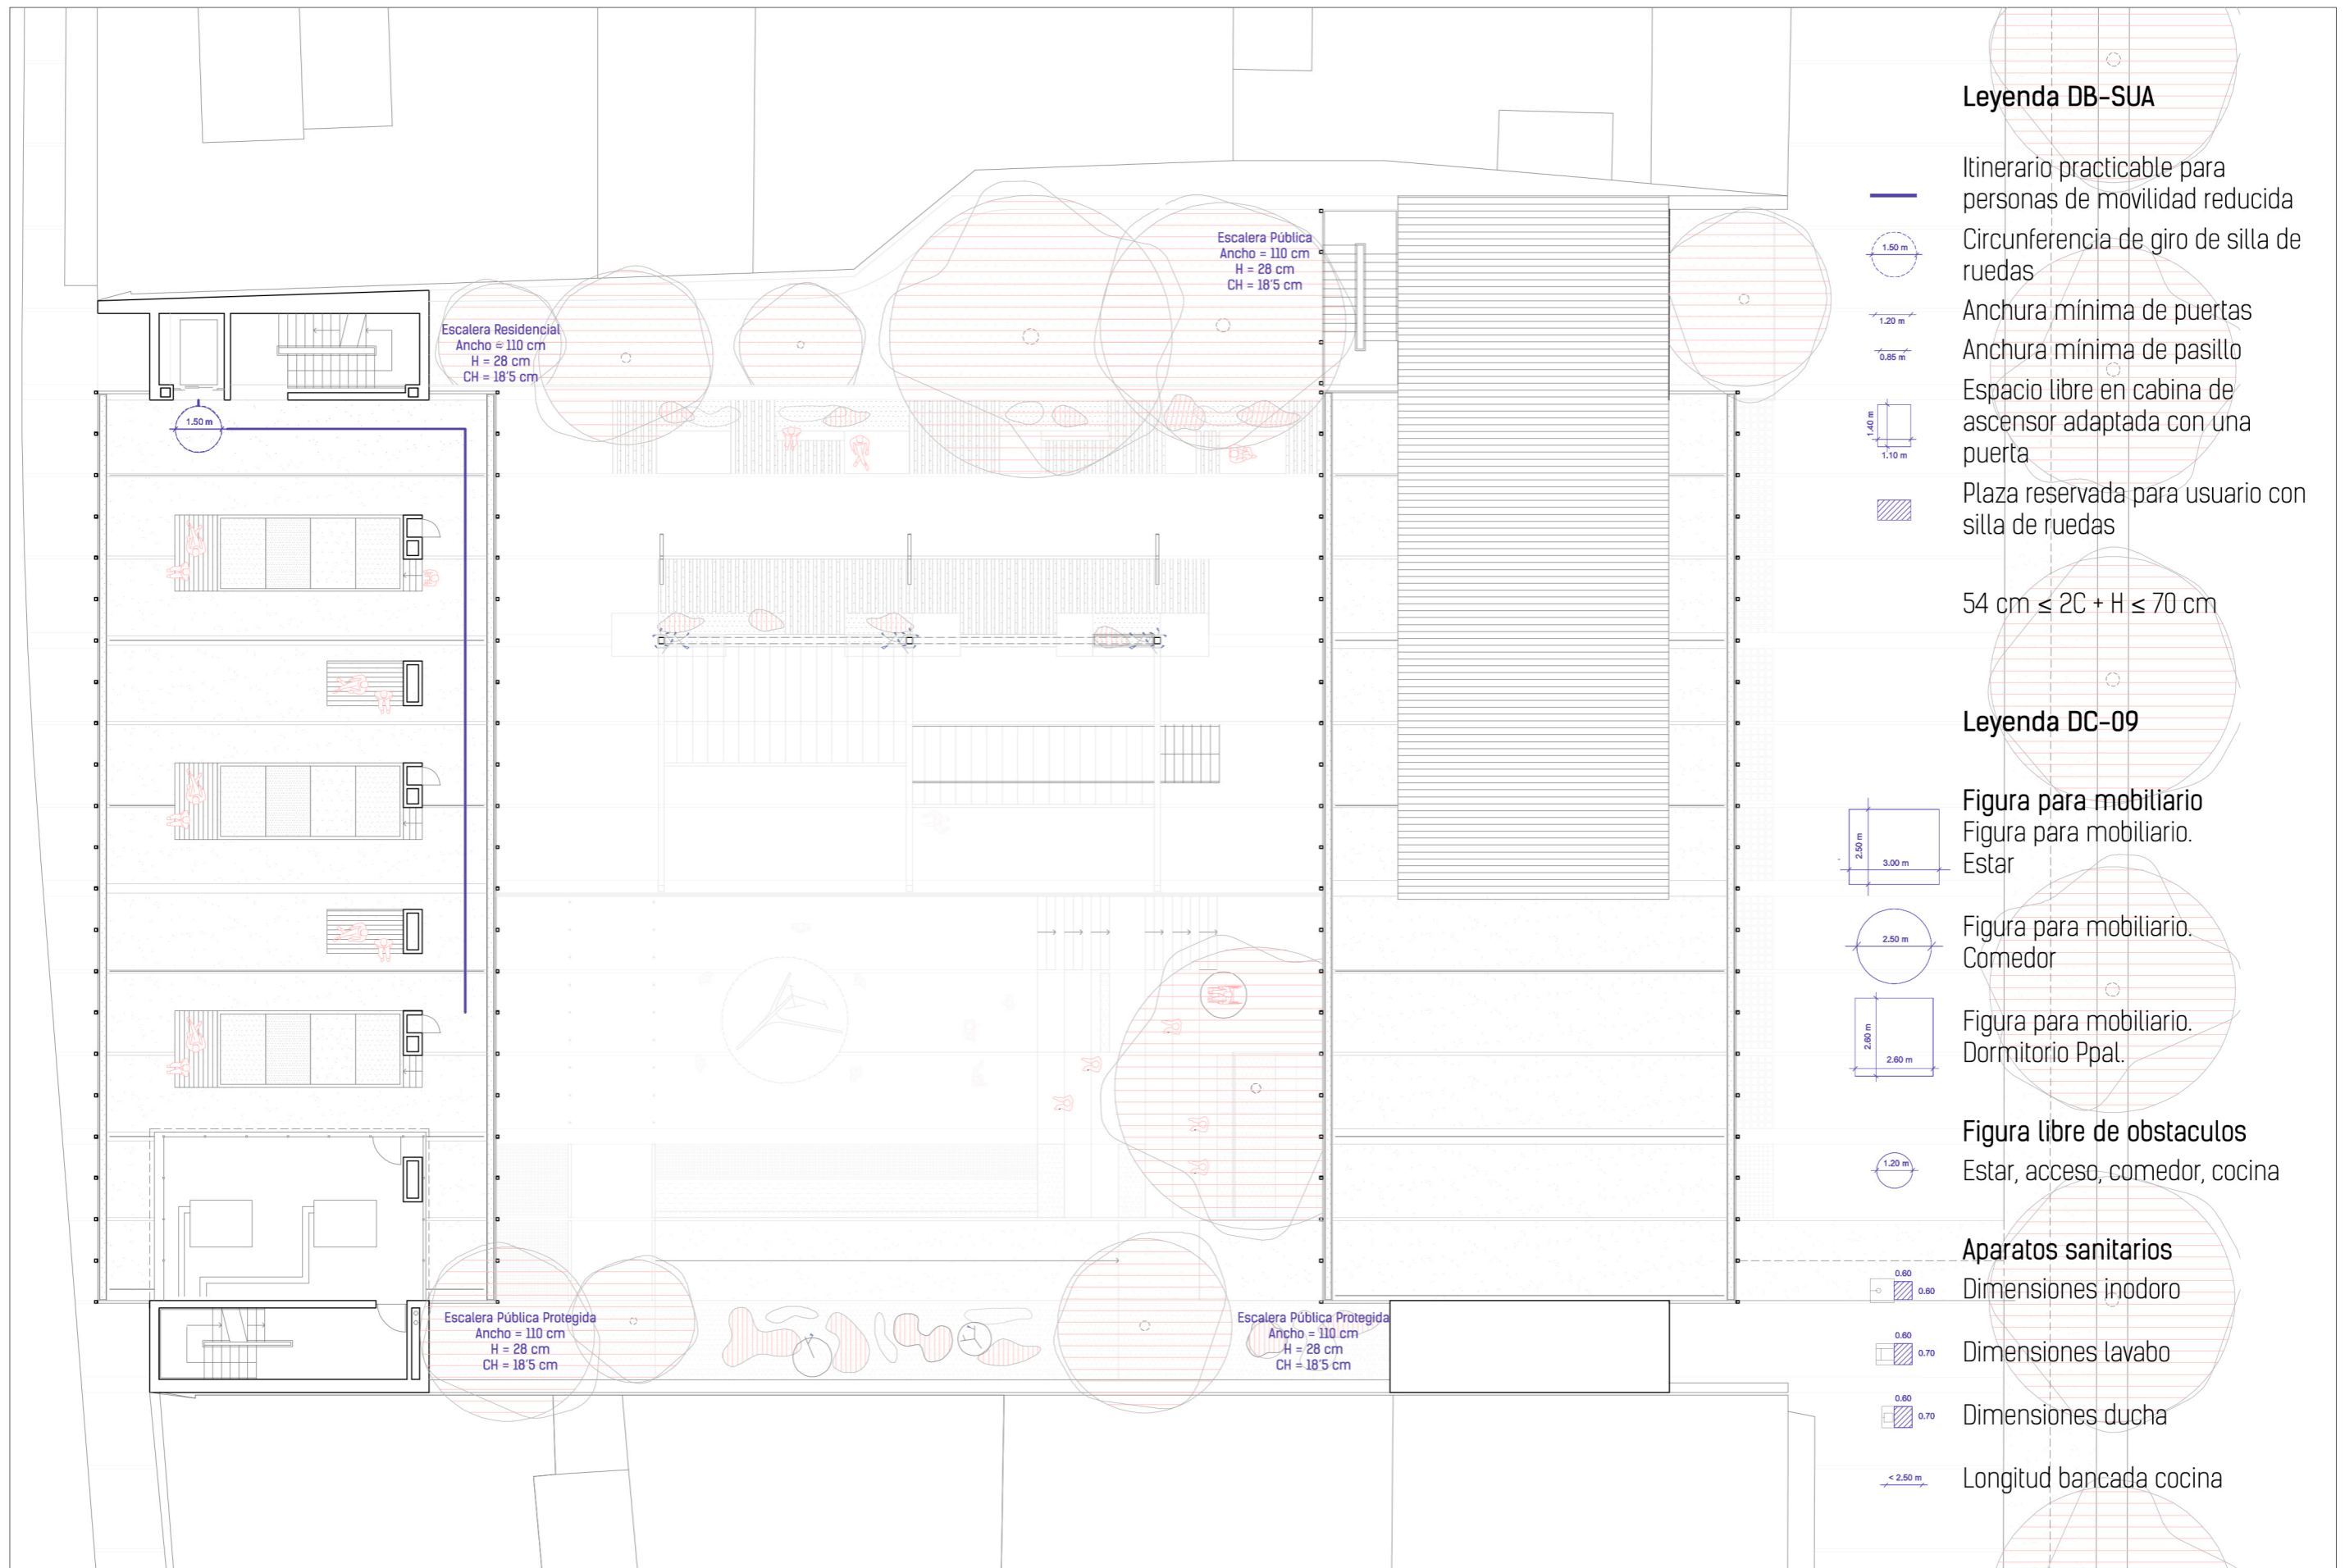 Escalera Pública
Ancho = 110 cm
H = 28 cm
CH = 18'5 cm
Escalera Residencial
Ancho = 110 cm
H = 28 cm
CH = 18'5 cm
1.50 m
Escalera Pública Protegida
Ancho = 110 cm
H = 28 cm
CH = 18'5 cm
Escalera Pública Protegida
Ancho = 110 cm
H = 28 cm
CH = 18'5 cm
Leyenda DB-SUA
Itinerario practicable para
personas de movilidad reducida
1.50 m
Circunferencia de giro de silla de
ruedas
1.20 m
Anchura mínima de puertas
0.85 m
Anchura mínima de pasillo
1.40 m
1.10 m
Espacio libre en cabina de
ascensor adaptada con una
puerta
Plaza reservada para usuario con
silla de ruedas
54 cm ≤ 2C + H ≤ 70 cm
Leyenda DC-09
Figura para mobiliario
2.50 m
3.00 m
Figura para mobiliario.
Estar
2.50 m
Figura para mobiliario.
Comedor
2.60 m
2.60 m
Figura para mobiliario.
Dormitorio Ppal.
Figura libre de obstaculos
1.20 m
Estar, acceso, comedor, cocina
Aparatos sanitarios
0.60
0.60
Dimensiones inodoro
0.60
0.70
Dimensiones lavabo
0.60
0.70
Dimensiones ducha
< 2.50 m
Longitud bancada cocina